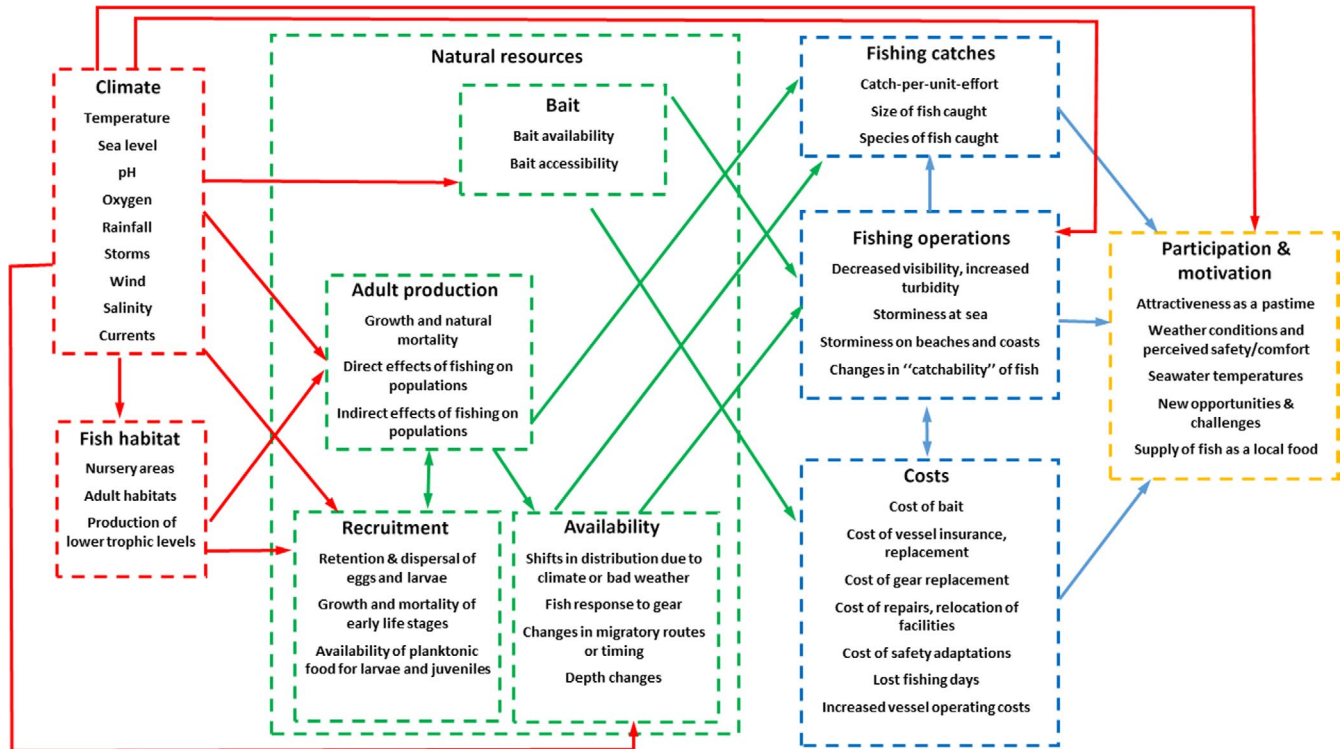 Climate
Temperature
Sea level
pH
Oxygen
Rainfall
Storms
Wind
Salinity
Currents
Fish habitat
Nursery areas
Adult habitats
Production of
lower trophic levels
Natural resources
Bait
Bait availability
Bait accessibility
Adult production
Growth and natural
mortality
Direct effects of fishing on
populations
Indirect effects of fishing on
populations
Recruitment
Retention & dispersal of
eggs and larvae
Growth and mortality of
early life stages
Availability of planktonic
food for larvae and juveniles
Availability
Shifts in distribution due to
climate or bad weather
Fish response to gear
Changes in migratory routes
or timing
Depth changes
Fishing catches
Catch-per-unit-effort
Size of fish caught
Species of fish caught
Fishing operations
Decreased visibility, increased
turbidity
Storminess at sea
Storminess on beaches and coasts
Changes in “catchability” of fish
Costs
Cost of bait
Cost of vessel insurance,
replacement
Cost of gear replacement
Cost of repairs, relocation of
facilities
Cost of safety adaptations
Lost fishing days
Increased vessel operating costs
Participation &
motivation
Attractiveness as a pastime
Weather conditions and
perceived safety/comfort
Seawater temperatures
New opportunities &
challenges
Supply of fish as a local food